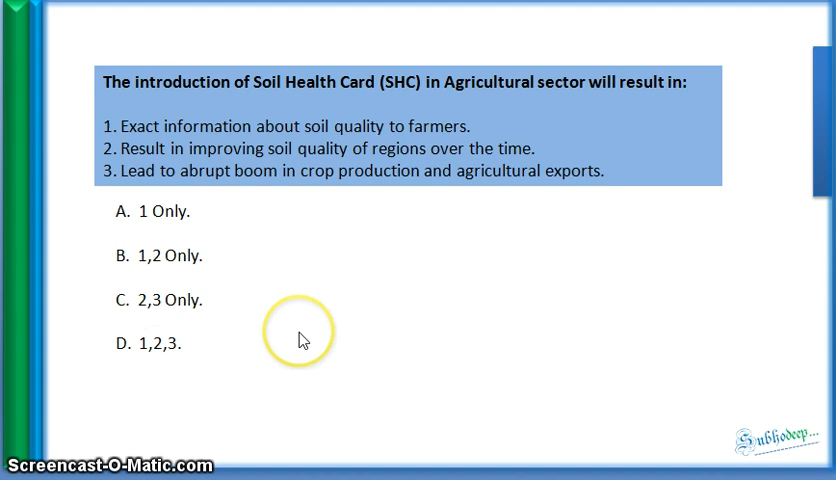 The introduction of Soil Health Card (SHC) in Agricultural sector will result in:
1. Exact information about soil quality to farmers.
2. Result in improving soil quality of regions over the time.
3. Lead to abrupt boom in crop production and agricultural exports.
A. 1 Only.
B. 1,2 Only.
C. 2,3 Only.
D. 1,2,3.
Subhodeep...
Screencast-O-Matic.com